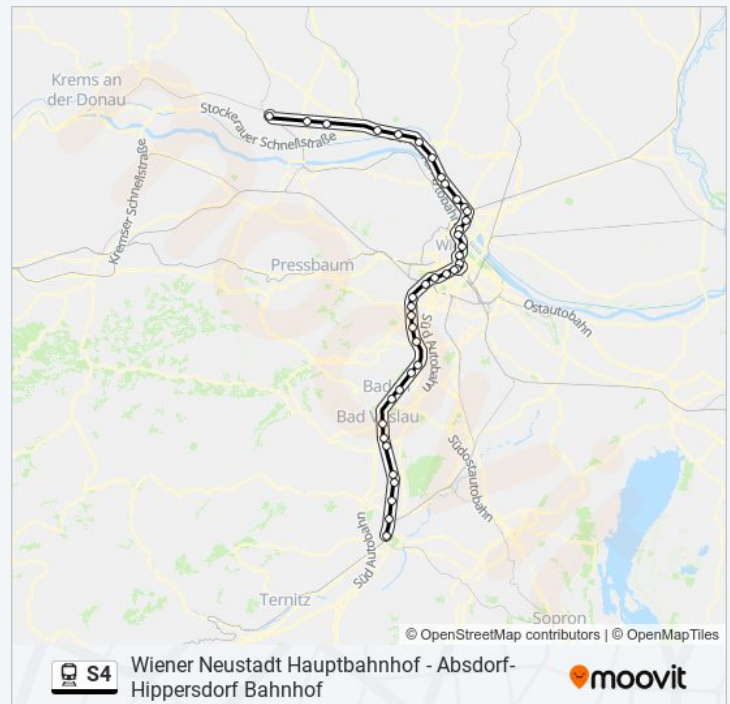 Krems an
der Donau
Stockerauer Schnellstraße
Kremser Schnellstraße
Pressbaum
Ostautobahn
Süd Autobahn
Bad Vöslau
Südostautobahn
Süd Autobahn
Ternitz
Sopron
© OpenStreetMap contributors | © OpenMapTiles
S4
Wiener Neustadt Hauptbahnhof - Absdorf-
Hippersdorf Bahnhof
moovit